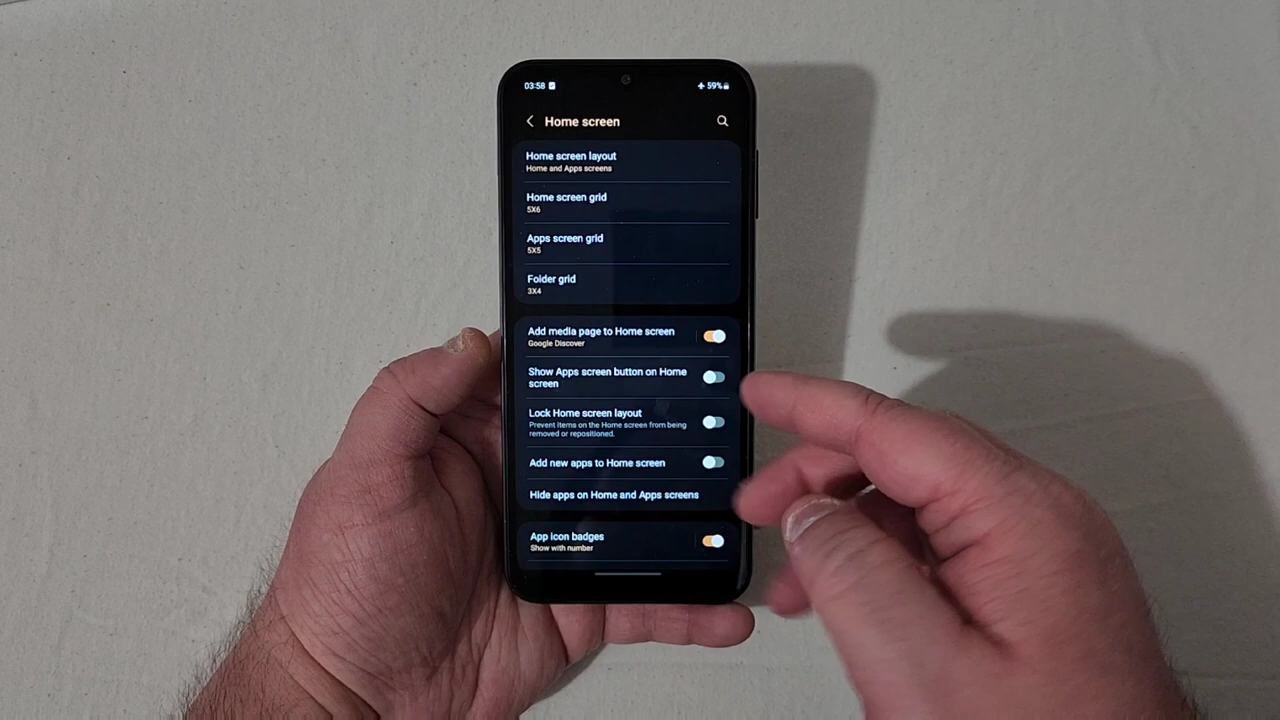 03:58 59%
Home screen
Home screen layout
Home and Apps screens
Home screen grid
5X6
Apps screen grid
5X5
Folder grid
3X4
Add media page to Home screen
Google Discover
Show Apps screen button on Home
screen
Lock Home screen layout
Prevent items on the Home screen from being
removed or repositioned.
Add new apps to Home screen
Hide apps on Home and Apps screens
App icon badges
Show with number